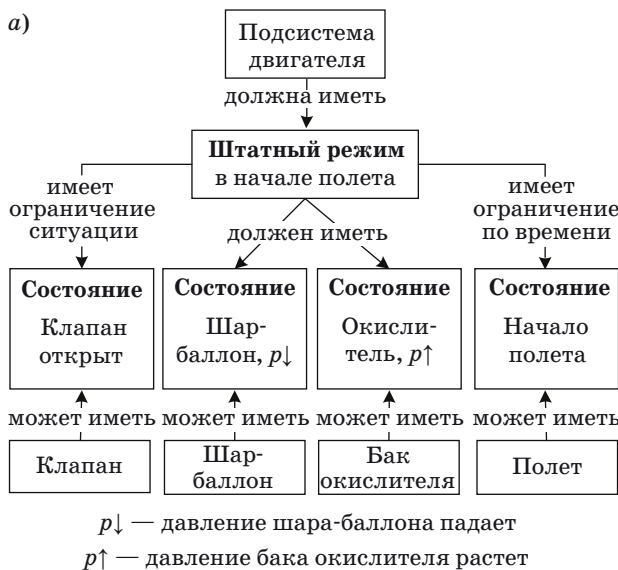 а)
Подсистема
двигателя
должна иметь
Штатный режим
в начале полета
имеет
ограничение
ситуации
должен иметь
имеет
ограничение
по времени
Состояние
Клапан
открыт
Состояние
Шар-
баллон, p↓
Состояние
Окисли-
тель, p↑
Состояние
Начало
полета
может иметь
может иметь
может иметь
может иметь
Клапан
Шар-
баллон
Бак
окислителя
Полет
p↓ — давление шара-баллона падает
p↑ — давление бака окислителя растет